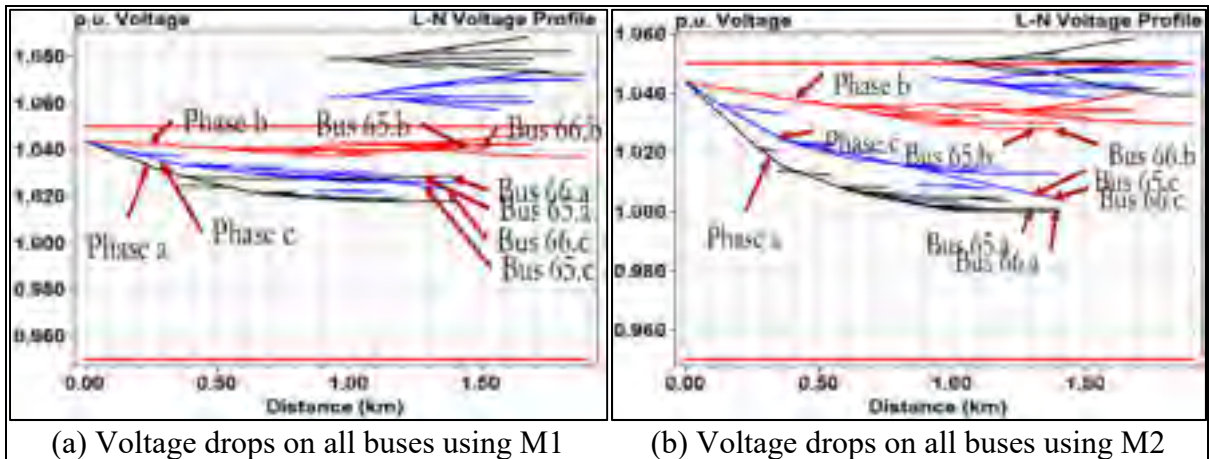 p.u. Voltage L-N Voltage Profile
1.080
1.060
1.040
1.020
1.000
0.980
0.960
Phase b
Bus 65.b
Bus 66.b
Bus 66.a
Bus 65.a
Phase a
Phase c
Bus 66.c
Bus 65.c
0.00 0.50 1.00 1.50
Distance (km)
(a) Voltage drops on all buses using M1
p.u. Voltage L-N Voltage Profile
1.060
1.040
1.020
1.000
0.980
0.960
Phase b
Phase c
Bus 65.b
Bus 66.b
Bus 65.c
Bus 66.c
Phase a
Bus 65.a
Bus 66.a
0.00 0.50 1.00 1.50
Distance (km)
(b) Voltage drops on all buses using M2